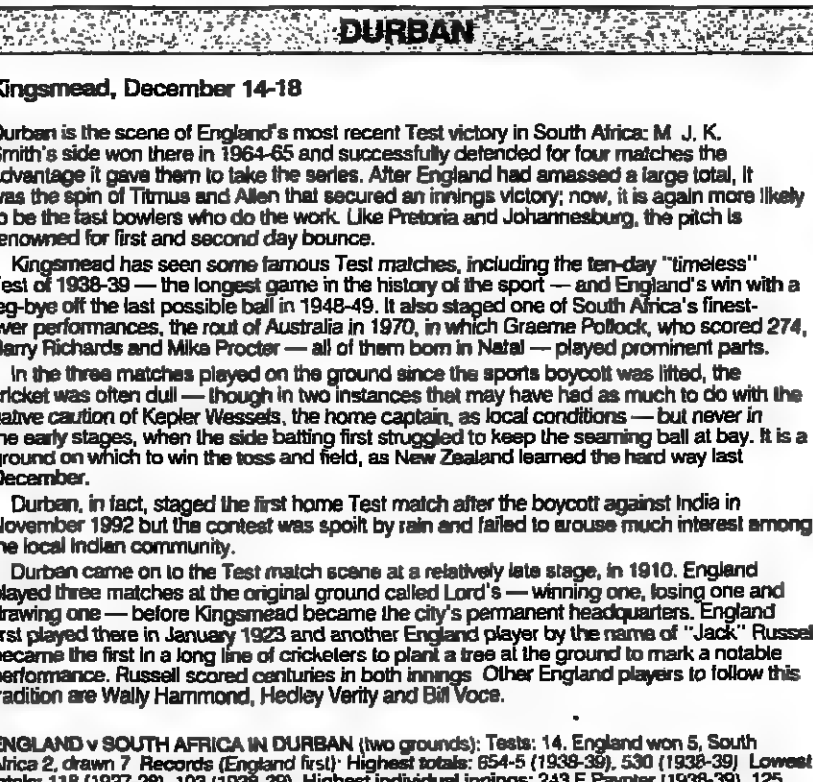 DURBAN
Kingsmead, December 14-18
Durban is the scene of England's most recent Test victory in South Africa: M J. K.
Smith's side won there in 1964-65 and successfully defended for four matches the
advantage it gave them to take the series. After England had amassed a large total, it
was the spin of Titmus and Allen that secured an innings victory; now, it is again more likely
to be the fast bowlers who do the work. Like Pretoria and Johannesburg, the pitch is
renowned for first and second day bounce.
Kingsmead has seen some famous Test matches, including the ten-day "timeless"
Test of 1938-39 — the longest game in the history of the sport — and England's win with a
leg-bye off the last possible ball in 1948-49. It also staged one of South Africa's finest-
ever performances, the rout of Australia in 1970, in which Graeme Pollock, who scored 274,
Barry Richards and Mike Procter — all of them born in Natal — played prominent parts.
In the three matches played on the ground since the sports boycott was lifted, the
cricket was often dull — though in two instances that may have had as much to do with the
native caution of Kepler Wessels, the home captain, as local conditions — but never in
the early stages, when the side batting first struggled to keep the seaming ball at bay. It is a
ground on which to win the toss and field, as New Zealand learned the hard way last
December.
Durban, in fact, staged the first home Test match after the boycott against India in
November 1992 but the contest was spoilt by rain and failed to arouse much interest among
the local Indian community.
Durban came on to the Test match scene at a relatively late stage, in 1910. England
played three matches at the original ground called Lord's — winning one, losing one and
drawing one — before Kingsmead became the city's permanent headquarters. England
first played there in January 1923 and another England player by the name of "Jack" Russell
became the first in a long line of cricketers to plant a tree at the ground to mark a notable
performance. Russell scored centuries in both innings Other England players to follow this
tradition are Wally Hammond, Hedley Verity and Bill Voce.
ENGLAND v SOUTH AFRICA IN DURBAN (two grounds): Tests: 14. England won 5, South
Africa 2, drawn 7 Records (England first): Highest totals: 654-5 (1938-39), 530 (1938-39) Lowest
totals: 118 (1927-28), 103 (1938-39). Highest individual innings: 243 E Paynter (1938-39), 125